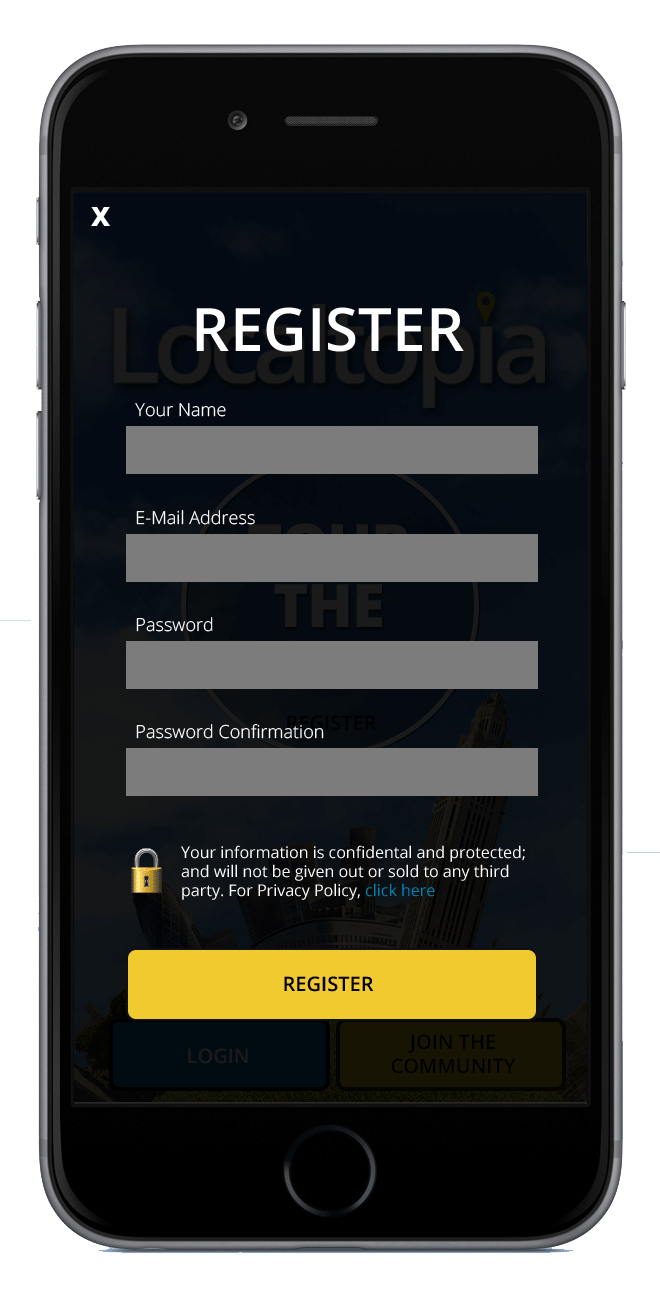 X
REGISTER
Localtopia
Your Name
E-Mail Address
TOUR
THE
Password
REGISTER
Password Confirmation
Your information is confidental and protected;
and will not be given out or sold to any third
party. For Privacy Policy, click here
REGISTER
LOGIN
JOIN THE
COMMUNITY